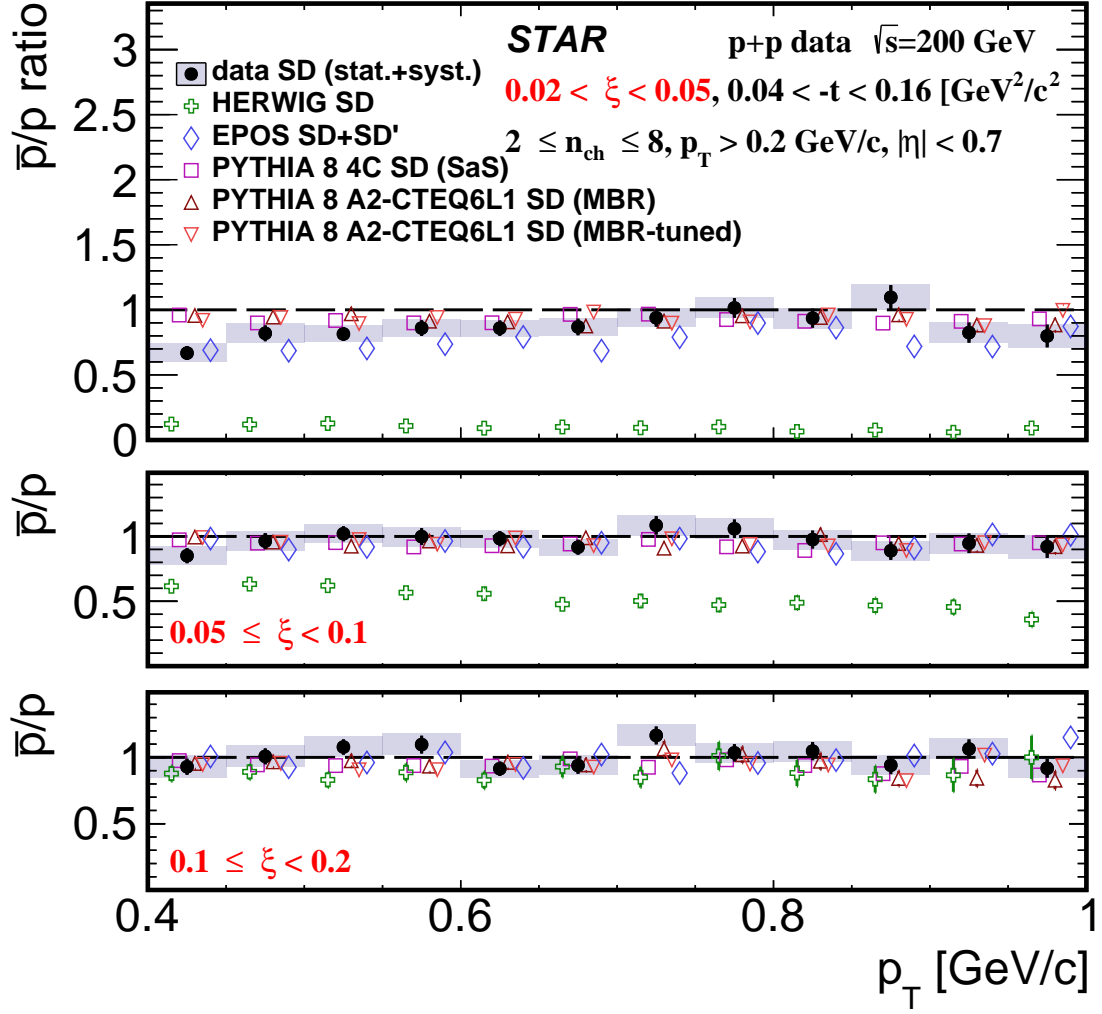 STAR p+p data √s=200 GeV
data SD (stat.+syst.)
HERWIG SD
EPOS SD+SD'
PYTHIA 8 4C SD (SaS)
PYTHIA 8 A2-CTEQ6L1 SD (MBR)
PYTHIA 8 A2-CTEQ6L1 SD (MBR-tuned)
0.02 < ξ < 0.05, 0.04 < -t < 0.16 [GeV²/c²
2 ≤ n_ch ≤ 8, p_T > 0.2 GeV/c, |η| < 0.7
p̅/p ratio
3
2.5
2
1.5
1
0.5
0
p̅/p
1
0.5
0.05 ≤ ξ < 0.1
p̅/p
1
0.5
0.1 ≤ ξ < 0.2
0.4 0.6 0.8 1
p_T [GeV/c]